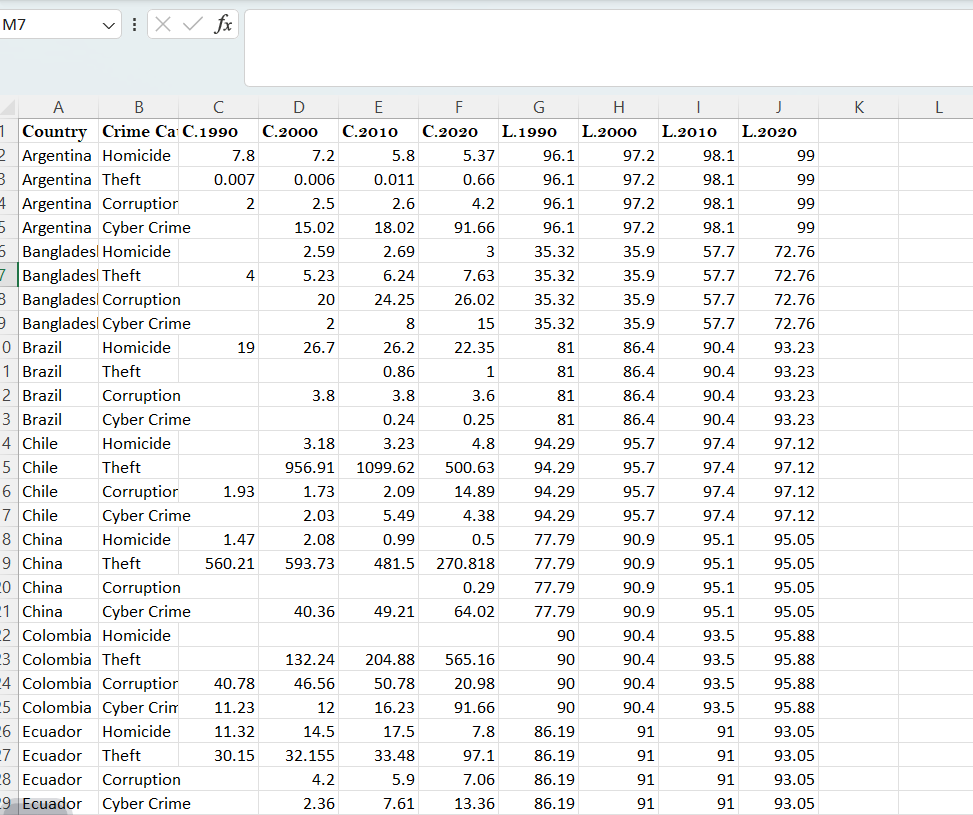 M7 fx
A B C D E F G H I J K L
1 Country Crime Ca C.1990 C.2000 C.2010 C.2020 L.1990 L.2000 L.2010 L.2020
2 Argentina Homicide 7.8 7.2 5.8 5.37 96.1 97.2 98.1 99
3 Argentina Theft 0.007 0.006 0.011 0.66 96.1 97.2 98.1 99
4 Argentina Corruption 2 2.5 2.6 4.2 96.1 97.2 98.1 99
5 Argentina Cyber Crime 15.02 18.02 91.66 96.1 97.2 98.1 99
6 Banglades Homicide 2.59 2.69 3 35.32 35.9 57.7 72.76
7 Banglades Theft 4 5.23 6.24 7.63 35.32 35.9 57.7 72.76
8 Banglades Corruption 20 24.25 26.02 35.32 35.9 57.7 72.76
9 Banglades Cyber Crime 2 8 15 35.32 35.9 57.7 72.76
0 Brazil Homicide 19 26.7 26.2 22.35 81 86.4 90.4 93.23
1 Brazil Theft 0.86 1 81 86.4 90.4 93.23
2 Brazil Corruption 3.8 3.8 3.6 81 86.4 90.4 93.23
3 Brazil Cyber Crime 0.24 0.25 81 86.4 90.4 93.23
4 Chile Homicide 3.18 3.23 4.8 94.29 95.7 97.4 97.12
5 Chile Theft 956.91 1099.62 500.63 94.29 95.7 97.4 97.12
6 Chile Corruption 1.93 1.73 2.09 14.89 94.29 95.7 97.4 97.12
7 Chile Cyber Crime 2.03 5.49 4.38 94.29 95.7 97.4 97.12
8 China Homicide 1.47 2.08 0.99 0.5 77.79 90.9 95.1 95.05
9 China Theft 560.21 593.73 481.5 270.818 77.79 90.9 95.1 95.05
20 China Corruption 0.29 77.79 90.9 95.1 95.05
21 China Cyber Crime 40.36 49.21 64.02 77.79 90.9 95.1 95.05
22 Colombia Homicide 90 90.4 93.5 95.88
23 Colombia Theft 132.24 204.88 565.16 90 90.4 93.5 95.88
24 Colombia Corruption 40.78 46.56 50.78 20.98 90 90.4 93.5 95.88
25 Colombia Cyber Crim 11.23 12 16.23 91.66 90 90.4 93.5 95.88
26 Ecuador Homicide 11.32 14.5 17.5 7.8 86.19 91 91 93.05
27 Ecuador Theft 30.15 32.155 33.48 97.1 86.19 91 91 93.05
28 Ecuador Corruption 4.2 5.9 7.06 86.19 91 91 93.05
29 Ecuador Cyber Crime 2.36 7.61 13.36 86.19 91 91 93.05